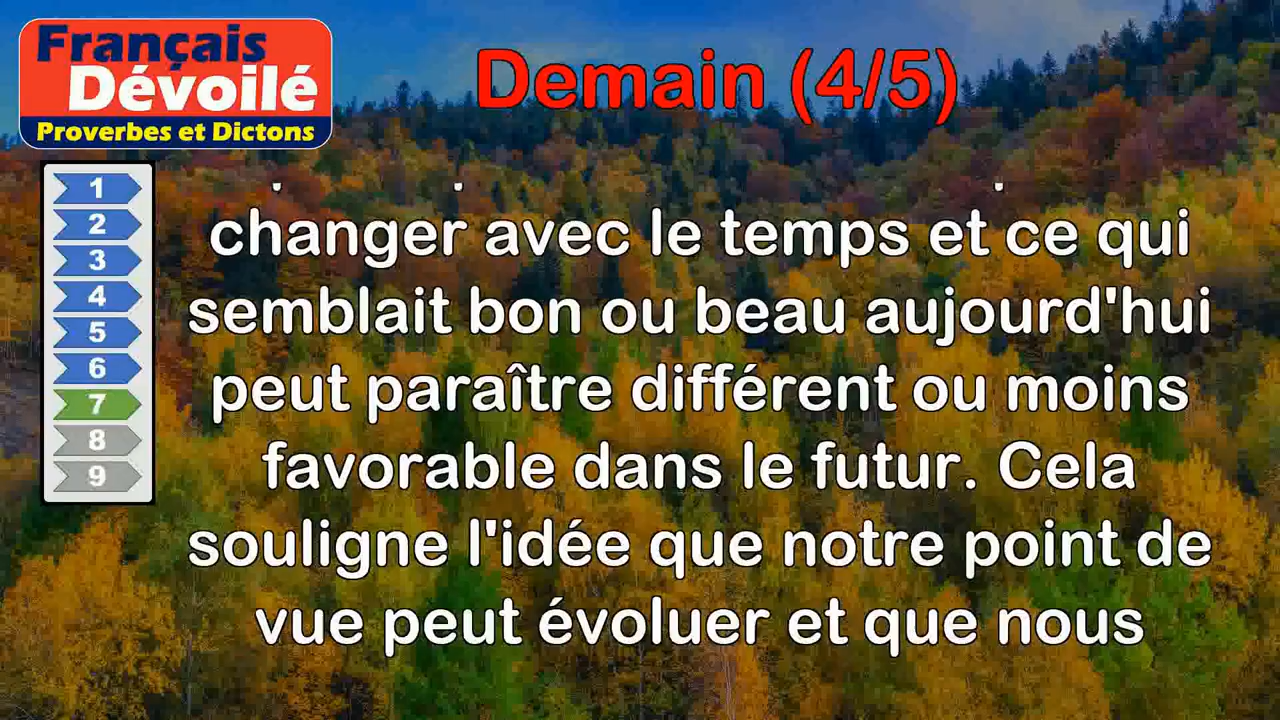 Français
Dévoilé
Proverbes et Dictons
Demain (4/5)
1
2
3
4
5
6
7
8
9
changer avec le temps et ce qui
semblait bon ou beau aujourd'hui
peut paraître différent ou moins
favorable dans le futur. Cela
souligne l'idée que notre point de
vue peut évoluer et que nous